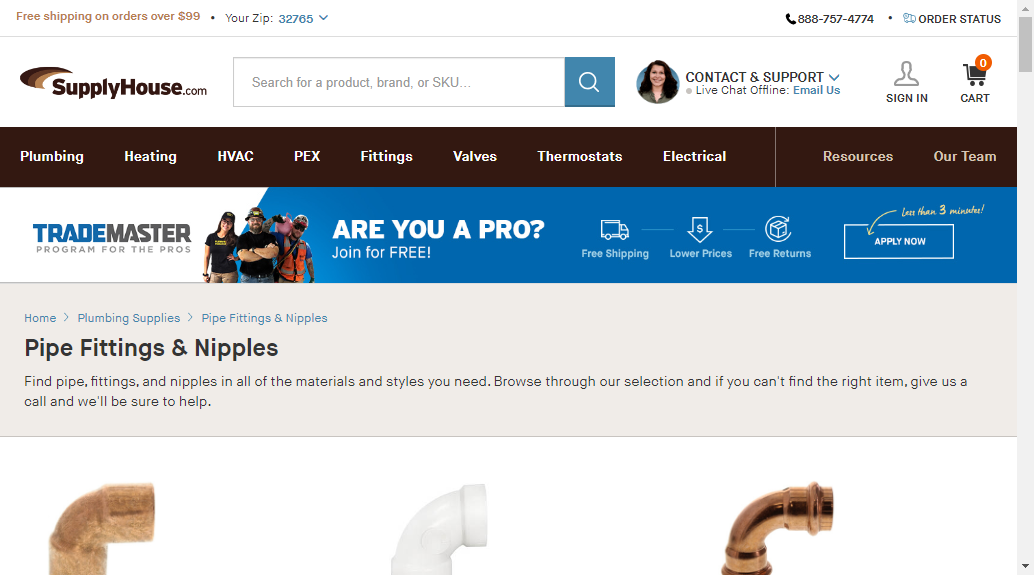 Free shipping on orders over $99 • Your Zip: 32765
888-757-4774 • ORDER STATUS
SupplyHouse.com
Search for a product, brand, or SKU...
CONTACT & SUPPORT
Live Chat Offline: Email Us
SIGN IN
0
CART
Plumbing Heating HVAC PEX Fittings Valves Thermostats Electrical Resources Our Team
TRADEMASTER
PROGRAM FOR THE PROS
ARE YOU A PRO?
Join for FREE!
$
Free Shipping Lower Prices Free Returns
less than 3 minutes!
APPLY NOW
Home > Plumbing Supplies > Pipe Fittings & Nipples
Pipe Fittings & Nipples
Find pipe, fittings, and nipples in all of the materials and styles you need. Browse through our selection and if you can't find the right item, give us a
call and we'll be sure to help.